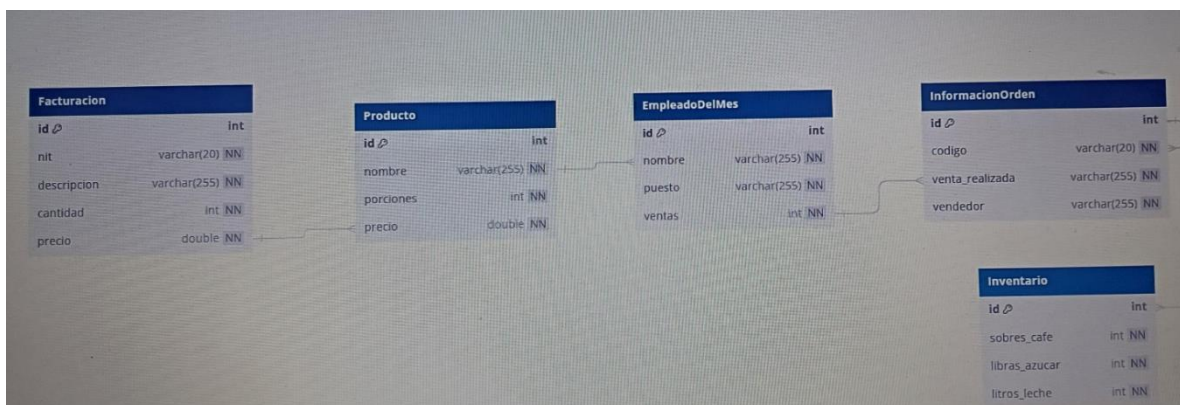 Facturacion
id int
nit varchar(20) NN
descripcion varchar(255) NN
cantidad int NN
precio double NN
Producto
id int
nombre varchar(255) NN
porciones int NN
precio double NN
EmpleadoDelMes
id int
nombre varchar(255) NN
puesto varchar(255) NN
ventas int NN
InformacionOrden
id int
codigo varchar(20) NN
venta_realizada varchar(255) NN
vendedor varchar(255) NN
Inventario
id int
sobres_cafe int NN
libras_azucar int NN
litros_leche int NN